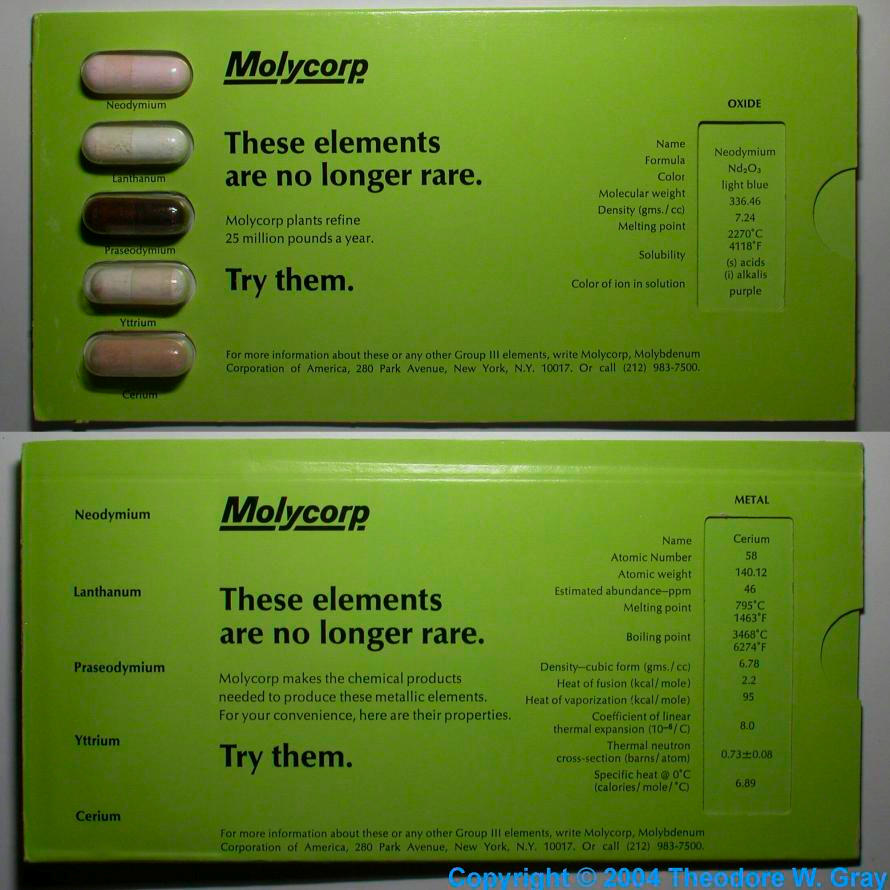 Molycorp
Neodymium
Lanthanum
Praseodymium
Yttrium
Cerium
These elements
are no longer rare.
Molycorp plants refine
25 million pounds a year.
Try them.
OXIDE
Name Neodymium
Formula Nd₂O₃
Color light blue
Molecular weight 336.46
Density (gms./cc) 7.24
Melting point 2270°C
4118°F
Solubility (s) acids
(i) alkalis
Color of ion in solution purple
For more information about these or any other Group III elements, write Molycorp, Molybdenum
Corporation of America, 280 Park Avenue, New York, N.Y. 10017. Or call (212) 983-7500.
Neodymium
Lanthanum
Praseodymium
Yttrium
Cerium
Molycorp
These elements
are no longer rare.
Molycorp makes the chemical products
needed to produce these metallic elements.
For your convenience, here are their properties.
Try them.
METAL
Name Cerium
Atomic Number 58
Atomic weight 140.12
Estimated abundance—ppm 46
Melting point 795°C
1463°F
Boiling point 3468°C
6274°F
Density—cubic form (gms./cc) 6.78
Heat of fusion (kcal/mole) 2.2
Heat of vaporization (kcal/mole) 95
Coefficient of linear
thermal expansion (10⁻⁶/C) 8.0
Thermal neutron
cross-section (barns/atom) 0.73±0.08
Specific heat @ 0°C
(calories/mole/°C) 6.89
For more information about these or any other Group III elements, write Molycorp, Molybdenum
Corporation of America, 280 Park Avenue, New York, N.Y. 10017. Or call (212) 983-7500.
Copyright © 2004 Theodore W. Gray